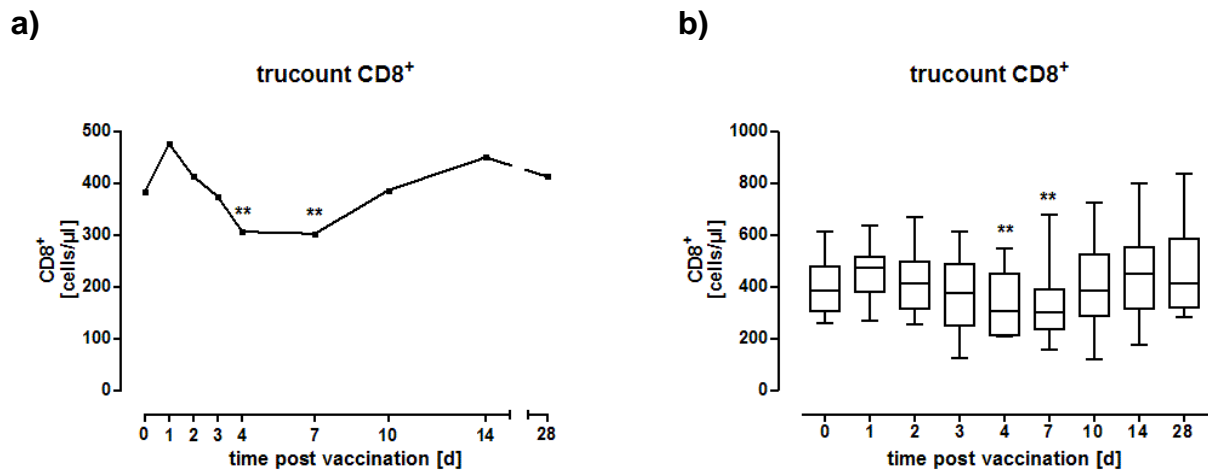 a)
trucount CD8⁺
500
400
300
200
100
0
CD8⁺
[cells/µl]
**
**
0 1 2 3 4 7 10 14 28
time post vaccination [d]
b)
trucount CD8⁺
1000
800
600
400
200
0
CD8⁺
[cells/µl]
**
**
0 1 2 3 4 7 10 14 28
time post vaccination [d]